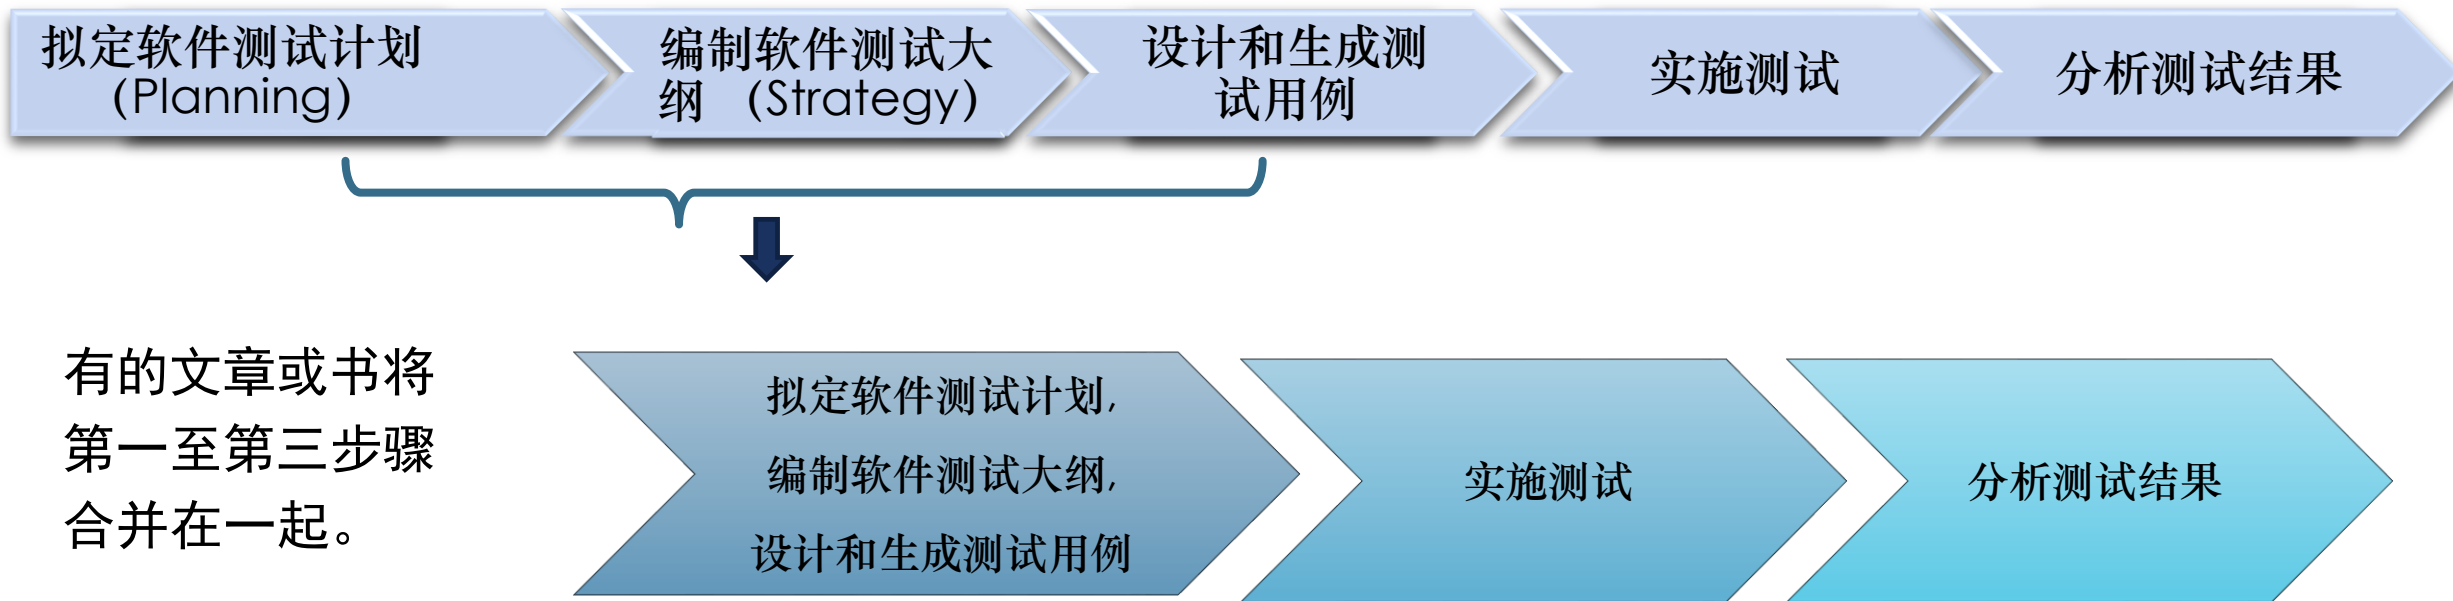 拟定软件测试计划
（Planning）
编制软件测试大
纲 （Strategy）
设计和生成测
试用例
实施测试
分析测试结果
有的文章或书将
第一至第三步骤
合并在一起。
拟定软件测试计划,
编制软件测试大纲,
设计和生成测试用例
实施测试
分析测试结果